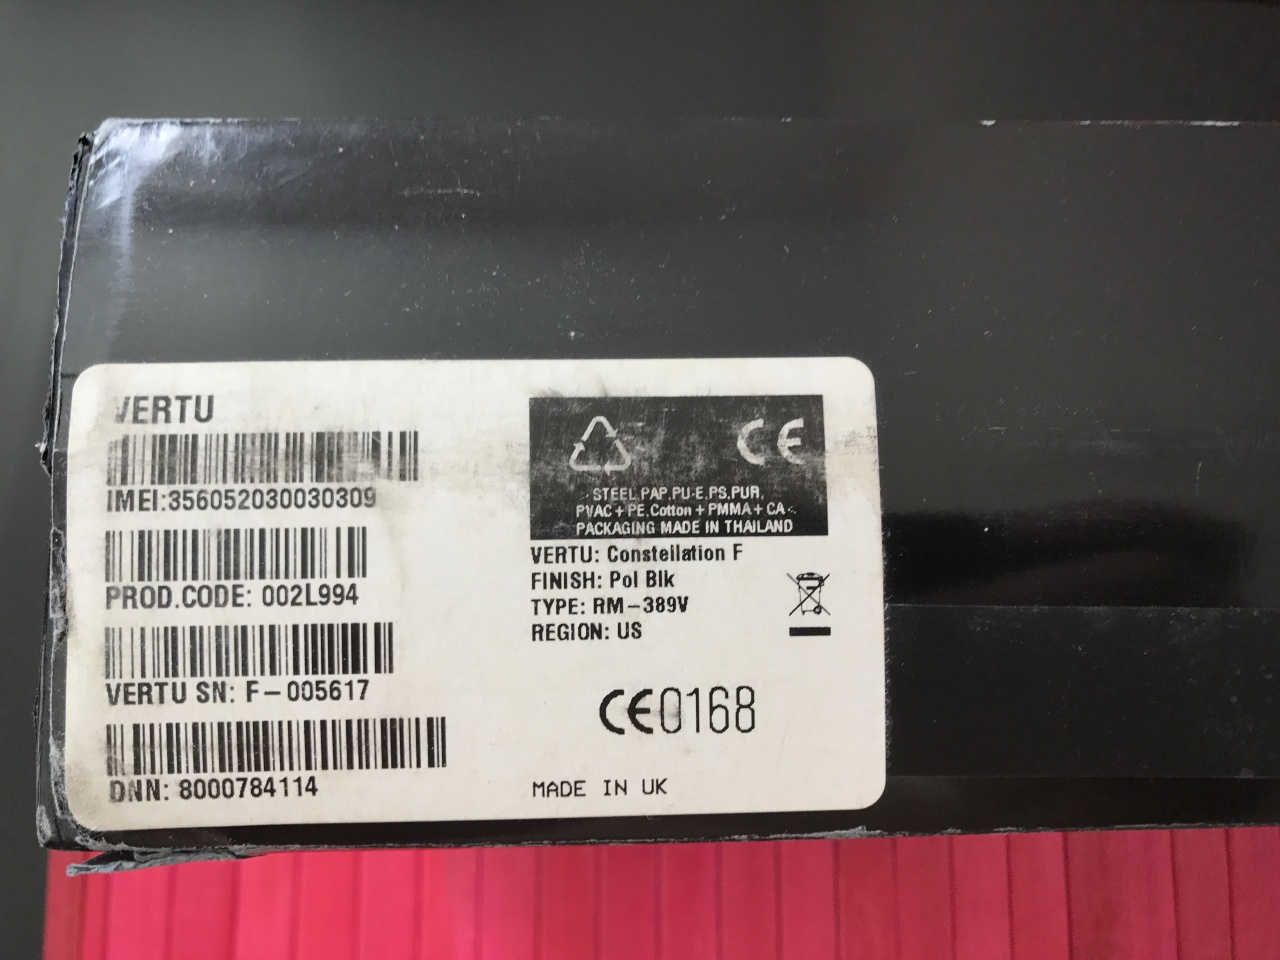 VERTU
IMEI:356052030030309
PROD.CODE: 002L994
VERTU SN: F-005617
DNN: 8000784114
CE
STEEL,PAP,PU-E,PS,PUR,
PVAC+PE,Cotton+PMMA+CA
PACKAGING MADE IN THAILAND
VERTU: Constellation F
FINISH: Pol Blk
TYPE: RM-389V
REGION: US
CE0168
MADE IN UK